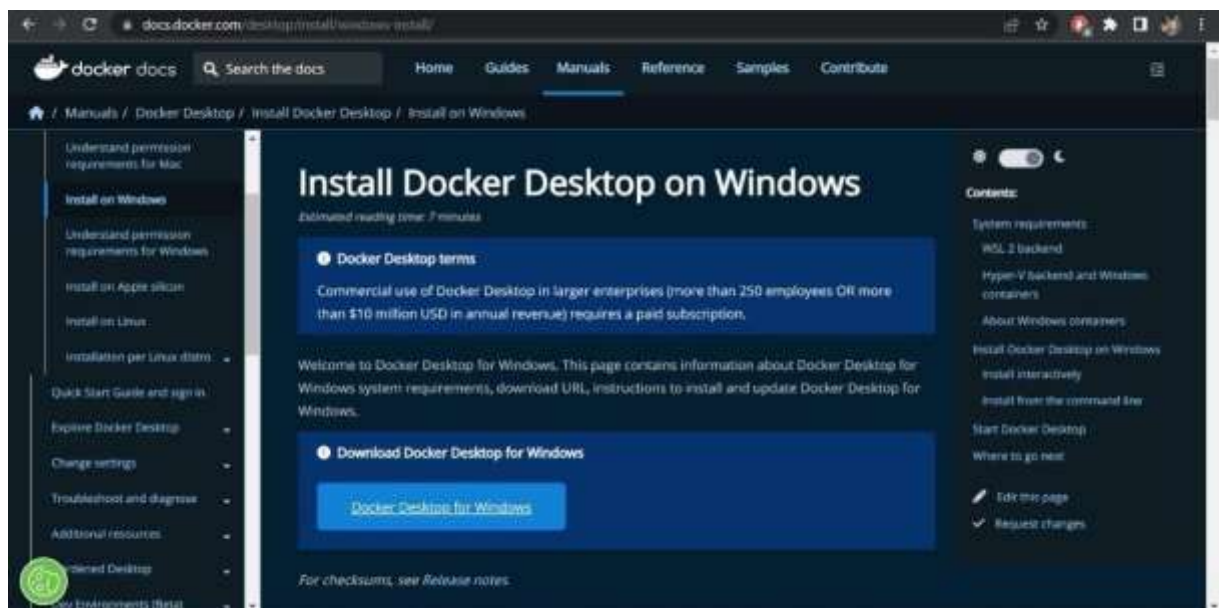 docs.docker.com/desktop/install/windows-install/
docker docs
Search the docs
Home
Guides
Manuals
Reference
Samples
Contribute
/ Manuals / Docker Desktop / Install Docker Desktop / Install on Windows
Understand permission
requirements for Mac
Install on Windows
Understand permission
requirements for Windows
Install on Apple silicon
Install on Linux
Installation per Linux distro
Quick Start Guide and sign in
Explore Docker Desktop
Change settings
Troubleshoot and diagnose
Additional resources
Desktop
Dev Environments (Beta)
Install Docker Desktop on Windows
Estimated reading time: 7 minutes
Docker Desktop terms
Commercial use of Docker Desktop in larger enterprises (more than 250 employees OR more
than $10 million USD in annual revenue) requires a paid subscription.
Welcome to Docker Desktop for Windows. This page contains information about Docker Desktop for
Windows system requirements, download URL, instructions to install and update Docker Desktop for
Windows.
Download Docker Desktop for Windows
Docker Desktop for Windows
For checksums, see Release notes
Contents:
System requirements
WSL 2 backend
Hyper-V backend and Windows
containers
About Windows containers
Install Docker Desktop on Windows
Install interactively
Install from the command line
Start Docker Desktop
Where to go next
Edit this page
Request changes